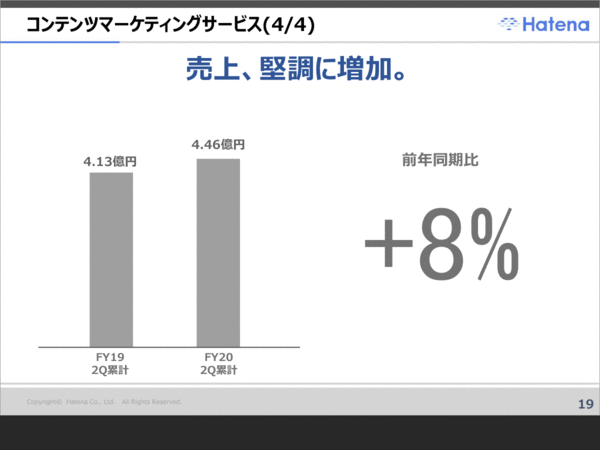 コンテンツマーケティングサービス(4/4)
Hatena
売上、堅調に増加。
4.13億円
4.46億円
前年同期比
+8%
FY19
2Q累計
FY20
2Q累計
Copyright© Hatena Co., Ltd. All Rights Reserved.
19